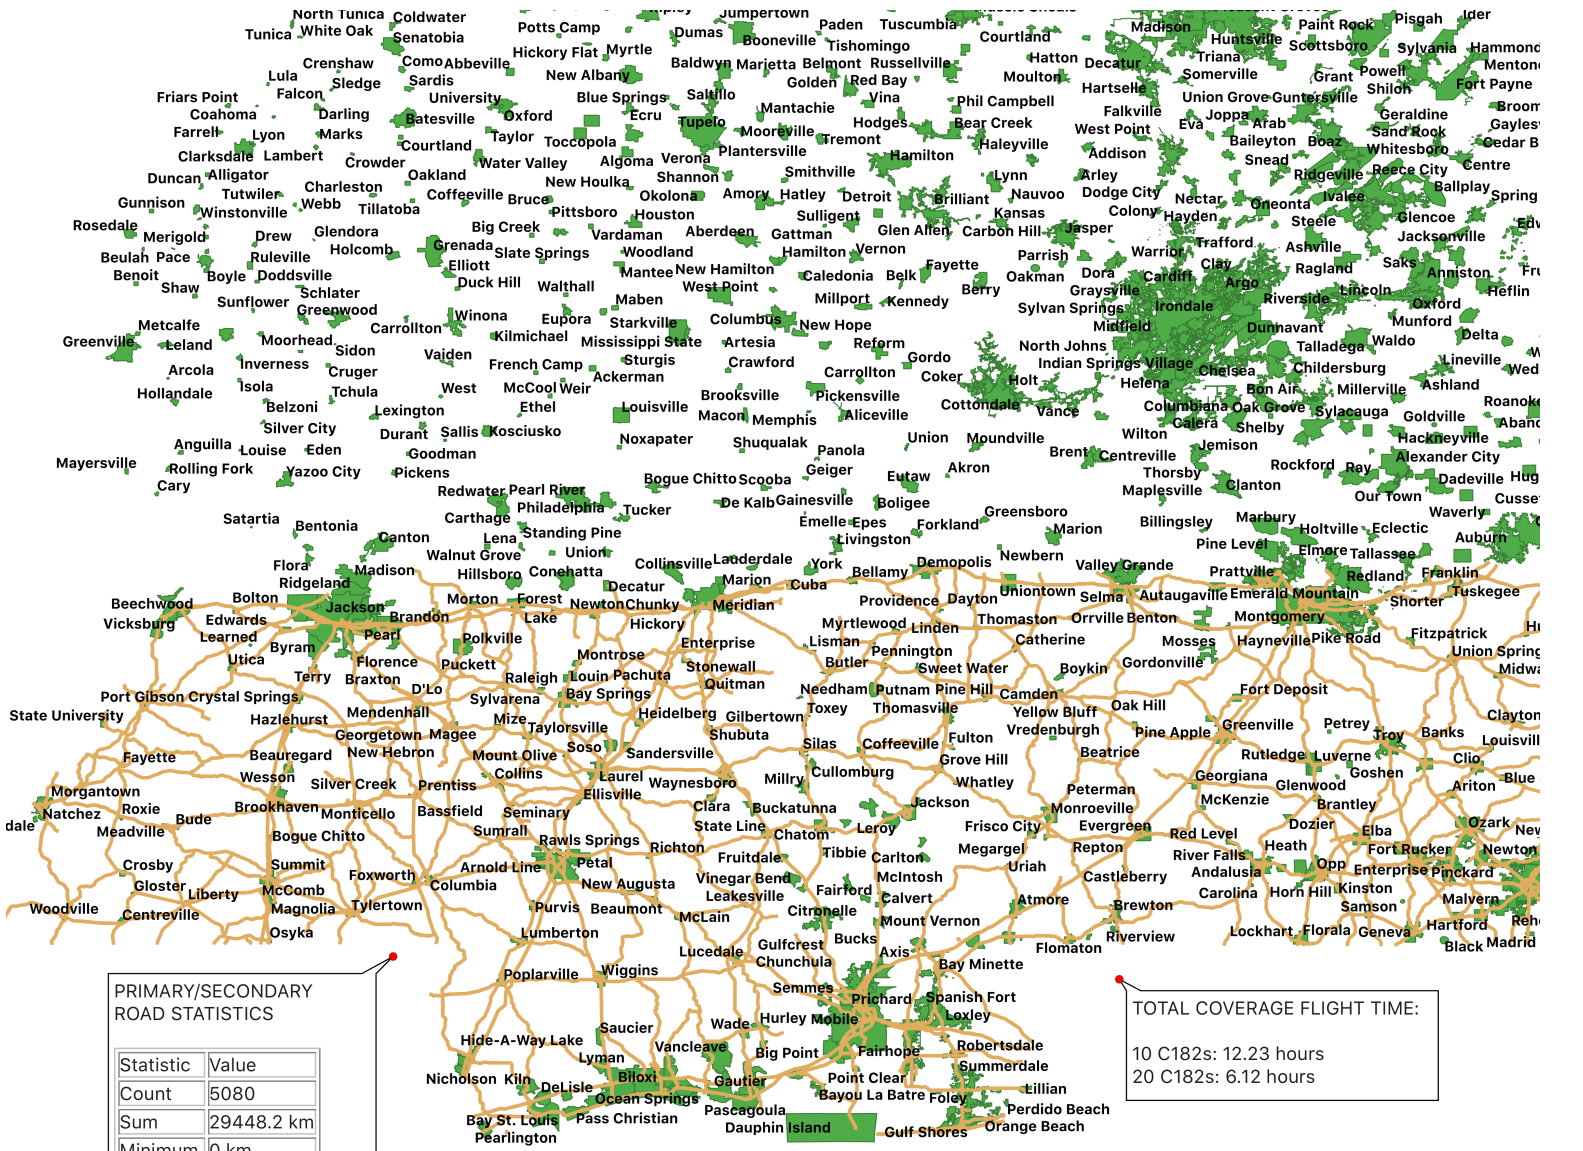 North Tunica
Coldwater
Jumpertown
Tunica
White Oak
Senatobia
Potts Camp
Dumas
Booneville
Paden
Tuscumbia
Courtland
Madison
Huntsville
Paint Rock
Pisgah
Ider
Crenshaw
Como
Abbeville
Hickory Flat
Myrtle
Baldwyn
Marietta
Tishomingo
Belmont
Russellville
Hatton
Decatur
Triana
Scottsboro
Sylvania
Hammond
Lula
Sledge
Sardis
New Albany
Golden
Red Bay
Moulton
Somerville
Grant
Powell
Mentone
Friars Point
Falcon
University
Blue Springs
Saltillo
Vina
Phil Campbell
Hartselle
Union Grove
Guntersville
Shiloh
Fort Payne
Coahoma
Darling
Batesville
Oxford
Ecru
Tupelo
Mantachie
Hodges
Bear Creek
Falkville
Joppa
Arab
Geraldine
Broom
Farrell
Lyon
Marks
Taylor
Toccopola
Mooreville
Tremont
Haleyville
West Point
Eva
Baileyton
Boaz
Sand Rock
Gayles
Clarksdale
Lambert
Crowder
Courtland
Water Valley
Algoma
Verona
Plantersville
Hamilton
Addison
Snead
Whitesboro
Cedar B
Duncan
Alligator
Oakland
New Houlka
Shannon
Smithville
Lynn
Arley
Ridgeville
Reece City
Centre
Gunnison
Tutwiler
Charleston
Coffeeville
Bruce
Okolona
Amory
Hatley
Detroit
Brilliant
Nauvoo
Dodge City
Nectar
Oneonta
Ivalee
Ballplay
Spring
Winstonville
Webb
Tillatoba
Pittsboro
Houston
Sulligent
Kansas
Colony
Hayden
Steele
Glencoe
Rosedale
Merigold
Drew
Glendora
Big Creek
Vardaman
Aberdeen
Gattman
Glen Allen
Carbon Hill
Jasper
Trafford
Ashville
Jacksonville
Beulah
Pace
Ruleville
Holcomb
Grenada
Slate Springs
Woodland
Hamilton
Vernon
Parrish
Warrior
Clay
Ragland
Saks
Benoit
Boyle
Doddsville
Elliott
Mantee
New Hamilton
Caledonia
Belk
Fayette
Oakman
Dora
Cardiff
Argo
Anniston
Shaw
Schlater
Duck Hill
Walthall
West Point
Berry
Graysville
Lincoln
Heflin
Sunflower
Greenwood
Maben
Millport
Kennedy
Sylvan Springs
Irondale
Riverside
Oxford
Metcalfe
Carrollton
Winona
Eupora
Starkville
Columbus
New Hope
Midfield
Dunnavant
Munford
Delta
Greenville
Leland
Moorhead
Kilmichael
Mississippi State
Artesia
Reform
North Johns
Talladega
Waldo
Sidon
Vaiden
French Camp
Sturgis
Crawford
Gordo
Indian Springs Village
Chelsea
Childersburg
Lineville
Wed
Arcola
Inverness
Cruger
Ackerman
Carrollton
Coker
Holt
Helena
Bon Air
Millerville
Ashland
Hollandale
Isola
Tchula
West
McCool
Weir
Brooksville
Pickensville
Cottondale
Vance
Columbiana
Oak Grove
Sylacauga
Goldville
Roanoke
Belzoni
Lexington
Ethel
Louisville
Macon
Memphis
Aliceville
Calera
Shelby
Silver City
Durant
Sallis
Kosciusko
Noxapater
Shuqualak
Union
Moundville
Wilton
Jemison
Hackneyville
Anguilla
Louise
Eden
Goodman
Panola
Brent
Centreville
Alexander City
Mayersville
Rolling Fork
Yazoo City
Pickens
Geiger
Akron
Thorsby
Rockford
Ray
Dadeville
Cary
Redwater
Pearl River
Bogue Chitto
Scooba
Eutaw
Maplesville
Clanton
Our Town
Philadelphia
De Kalb
Gainesville
Boligee
Greensboro
Waverly
Satartia
Bentonia
Carthage
Tucker
Emelle
Epes
Forkland
Marion
Billingsley
Marbury
Holtville
Eclectic
Canton
Lena
Standing Pine
Livingston
Pine Level
Elmore
Tallassee
Auburn
Flora
Madison
Walnut Grove
Union
Collinsville
Lauderdale
York
Bellamy
Demopolis
Newbern
Valley Grande
Prattville
Redland
Franklin
Ridgeland
Hillsboro
Conehatta
Decatur
Marion
Cuba
Uniontown
Selma
Autaugaville
Emerald Mountain
Tuskegee
Beechwood
Bolton
Jackson
Morton
Forest
Newton
Chunky
Meridian
Providence
Dayton
Shorter
Vicksburg
Edwards
Brandon
Lake
Hickory
Myrtlewood
Linden
Thomaston
Orrville
Benton
Montgomery
Learned
Pearl
Polkville
Enterprise
Lisman
Catherine
Mosses
Hayneville
Pike Road
Fitzpatrick
Byram
Florence
Puckett
Montrose
Stonewall
Butler
Pennington
Sweet Water
Boykin
Gordonville
Union Spring
Utica
Terry
Braxton
D'Lo
Raleigh
Louin
Pachuta
Quitman
Needham
Putnam
Pine Hill
Camden
Fort Deposit
Midwa
Port Gibson
Crystal Springs
Sylvarena
Bay Springs
Toxey
Thomasville
Yellow Bluff
Oak Hill
State University
Hazlehurst
Mendenhall
Mize
Taylorsville
Heidelberg
Gilbertown
Vredenburgh
Pine Apple
Greenville
Petrey
Clayton
Georgetown
Magee
Shubuta
Silas
Coffeeville
Fulton
Troy
Banks
Louisvill
Fayette
Beauregard
New Hebron
Mount Olive
Soso
Sandersville
Grove Hill
Beatrice
Rutledge
Luverne
Clio
Wesson
Silver Creek
Prentiss
Collins
Laurel
Waynesboro
Millry
Cullomburg
Whatley
Georgiana
Glenwood
Goshen
Blue
Morgantown
Ellisville
Peterman
Ariton
Natchez
Roxie
Brookhaven
Monticello
Bassfield
Seminary
Clara
Buckatunna
Jackson
Monroeville
McKenzie
Brantley
dale
Meadville
Bude
Bogue Chitto
Sumrall
State Line
Chatom
Leroy
Frisco City
Evergreen
Red Level
Dozier
Elba
Ozark
Crosby
Summit
Foxworth
Arnold Line
Rawls Springs
Petal
Richton
Fruitdale
Tibbie
Carlton
Megargel
Repton
River Falls
Heath
Fort Rucker
Newton
Gloster
Liberty
McComb
Columbia
New Augusta
Vinegar Bend
McIntosh
Uriah
Castleberry
Andalusia
Opp
Enterprise
Pinckard
Woodville
Centreville
Magnolia
Tylertown
Purvis
Beaumont
Leakesville
Fairford
Calvert
Atmore
Brewton
Carolina
Horn Hill
Kinston
Samson
Malvern
Osyka
Lumberton
McLain
Citronelle
Mount Vernon
Riverview
Lockhart
Florala
Geneva
Hartford
Reh
Lucedale
Gulfcrest
Bucks
Axis
Flomaton
Black
Madrid
Poplarville
Wiggins
Chunchula
Bay Minette
PRIMARY/SECONDARY
ROAD STATISTICS
Semmes
Prichard
Spanish Fort
TOTAL COVERAGE FLIGHT TIME:
Saucier
Wade
Hurley
Mobile
Loxley
Hide-A-Way Lake
Vancleave
Big Point
Fairhope
Robertsdale
10 C182s: 12.23 hours
Statistic Value
Lyman
Summerdale
20 C182s: 6.12 hours
Count 5080
Nicholson
Kiln
DeLisle
Biloxi
Gautier
Point Clear
Lillian
Ocean Springs
Bayou La Batre
Foley
Sum 29448.2 km
Bay St. Louis
Pass Christian
Pascagoula
Perdido Beach
Minimum 0 km
Pearlington
Dauphin Island
Gulf Shores
Orange Beach